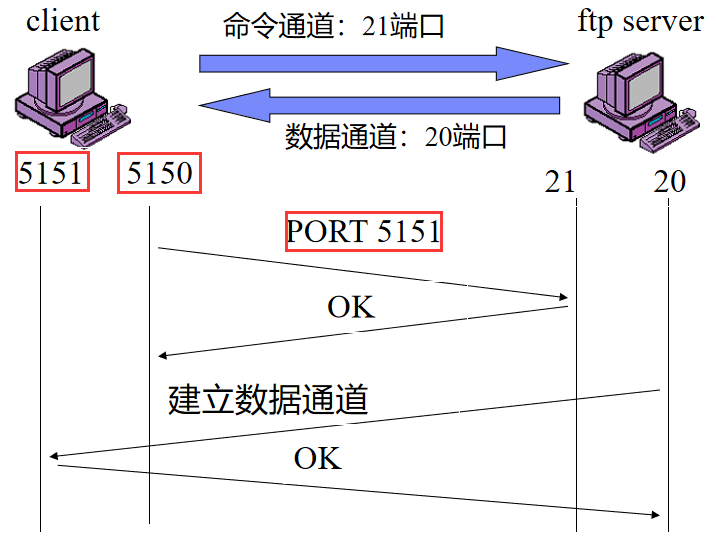 client
命令通道：21端口
ftp server
数据通道：20端口
5151
5150
21
20
PORT 5151
OK
建立数据通道
OK